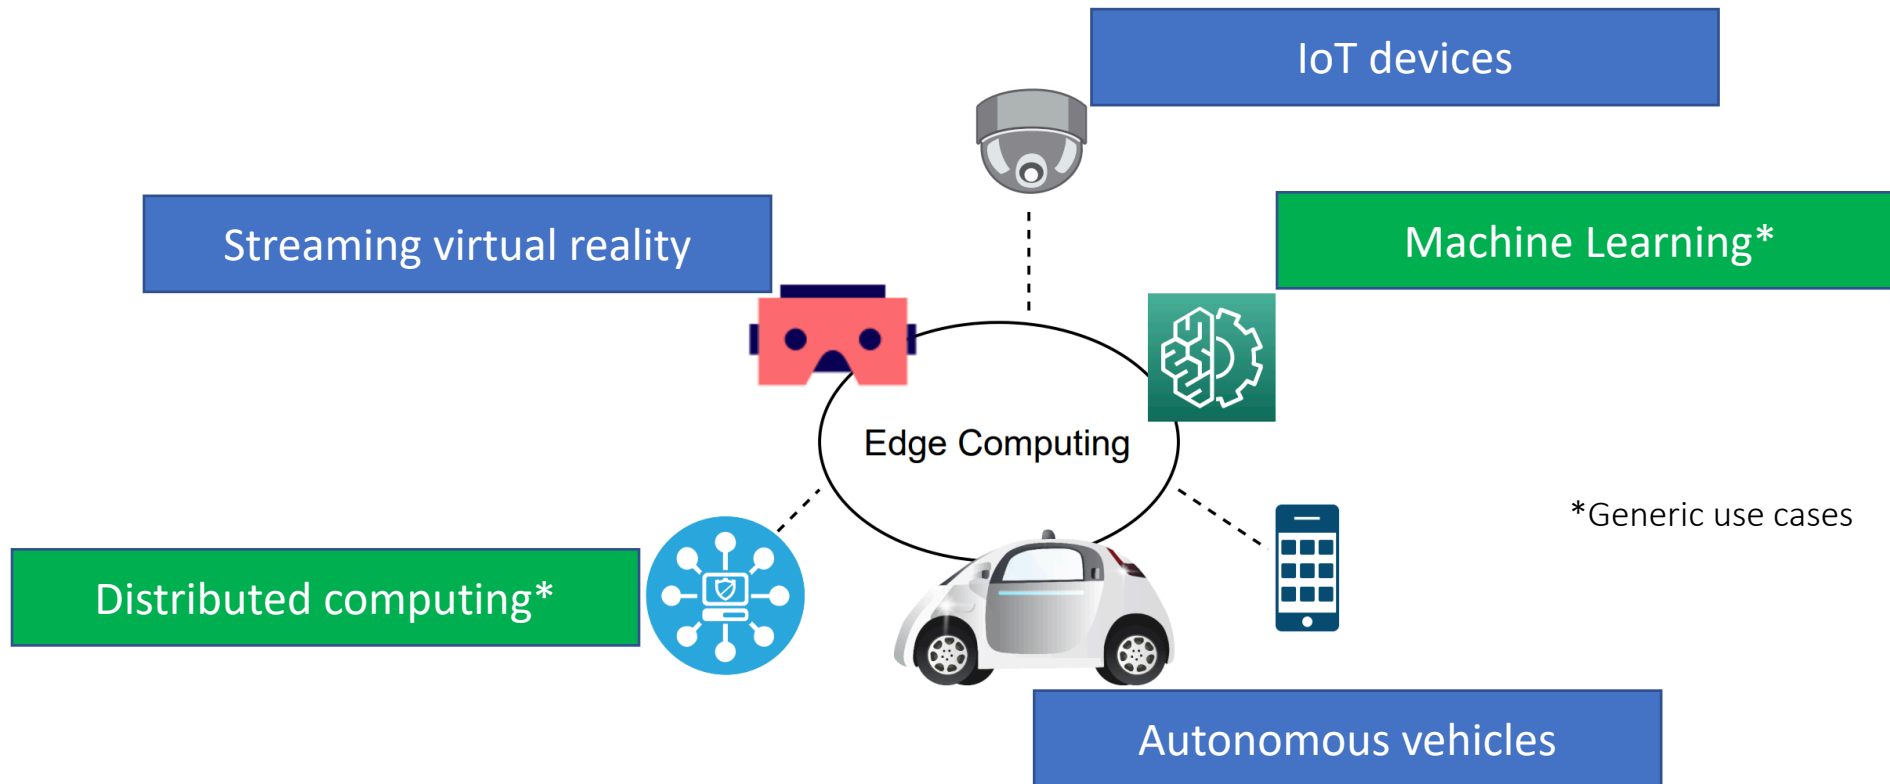 IoT devices
Streaming virtual reality
Machine Learning*
Edge Computing
*Generic use cases
Distributed computing*
Autonomous vehicles